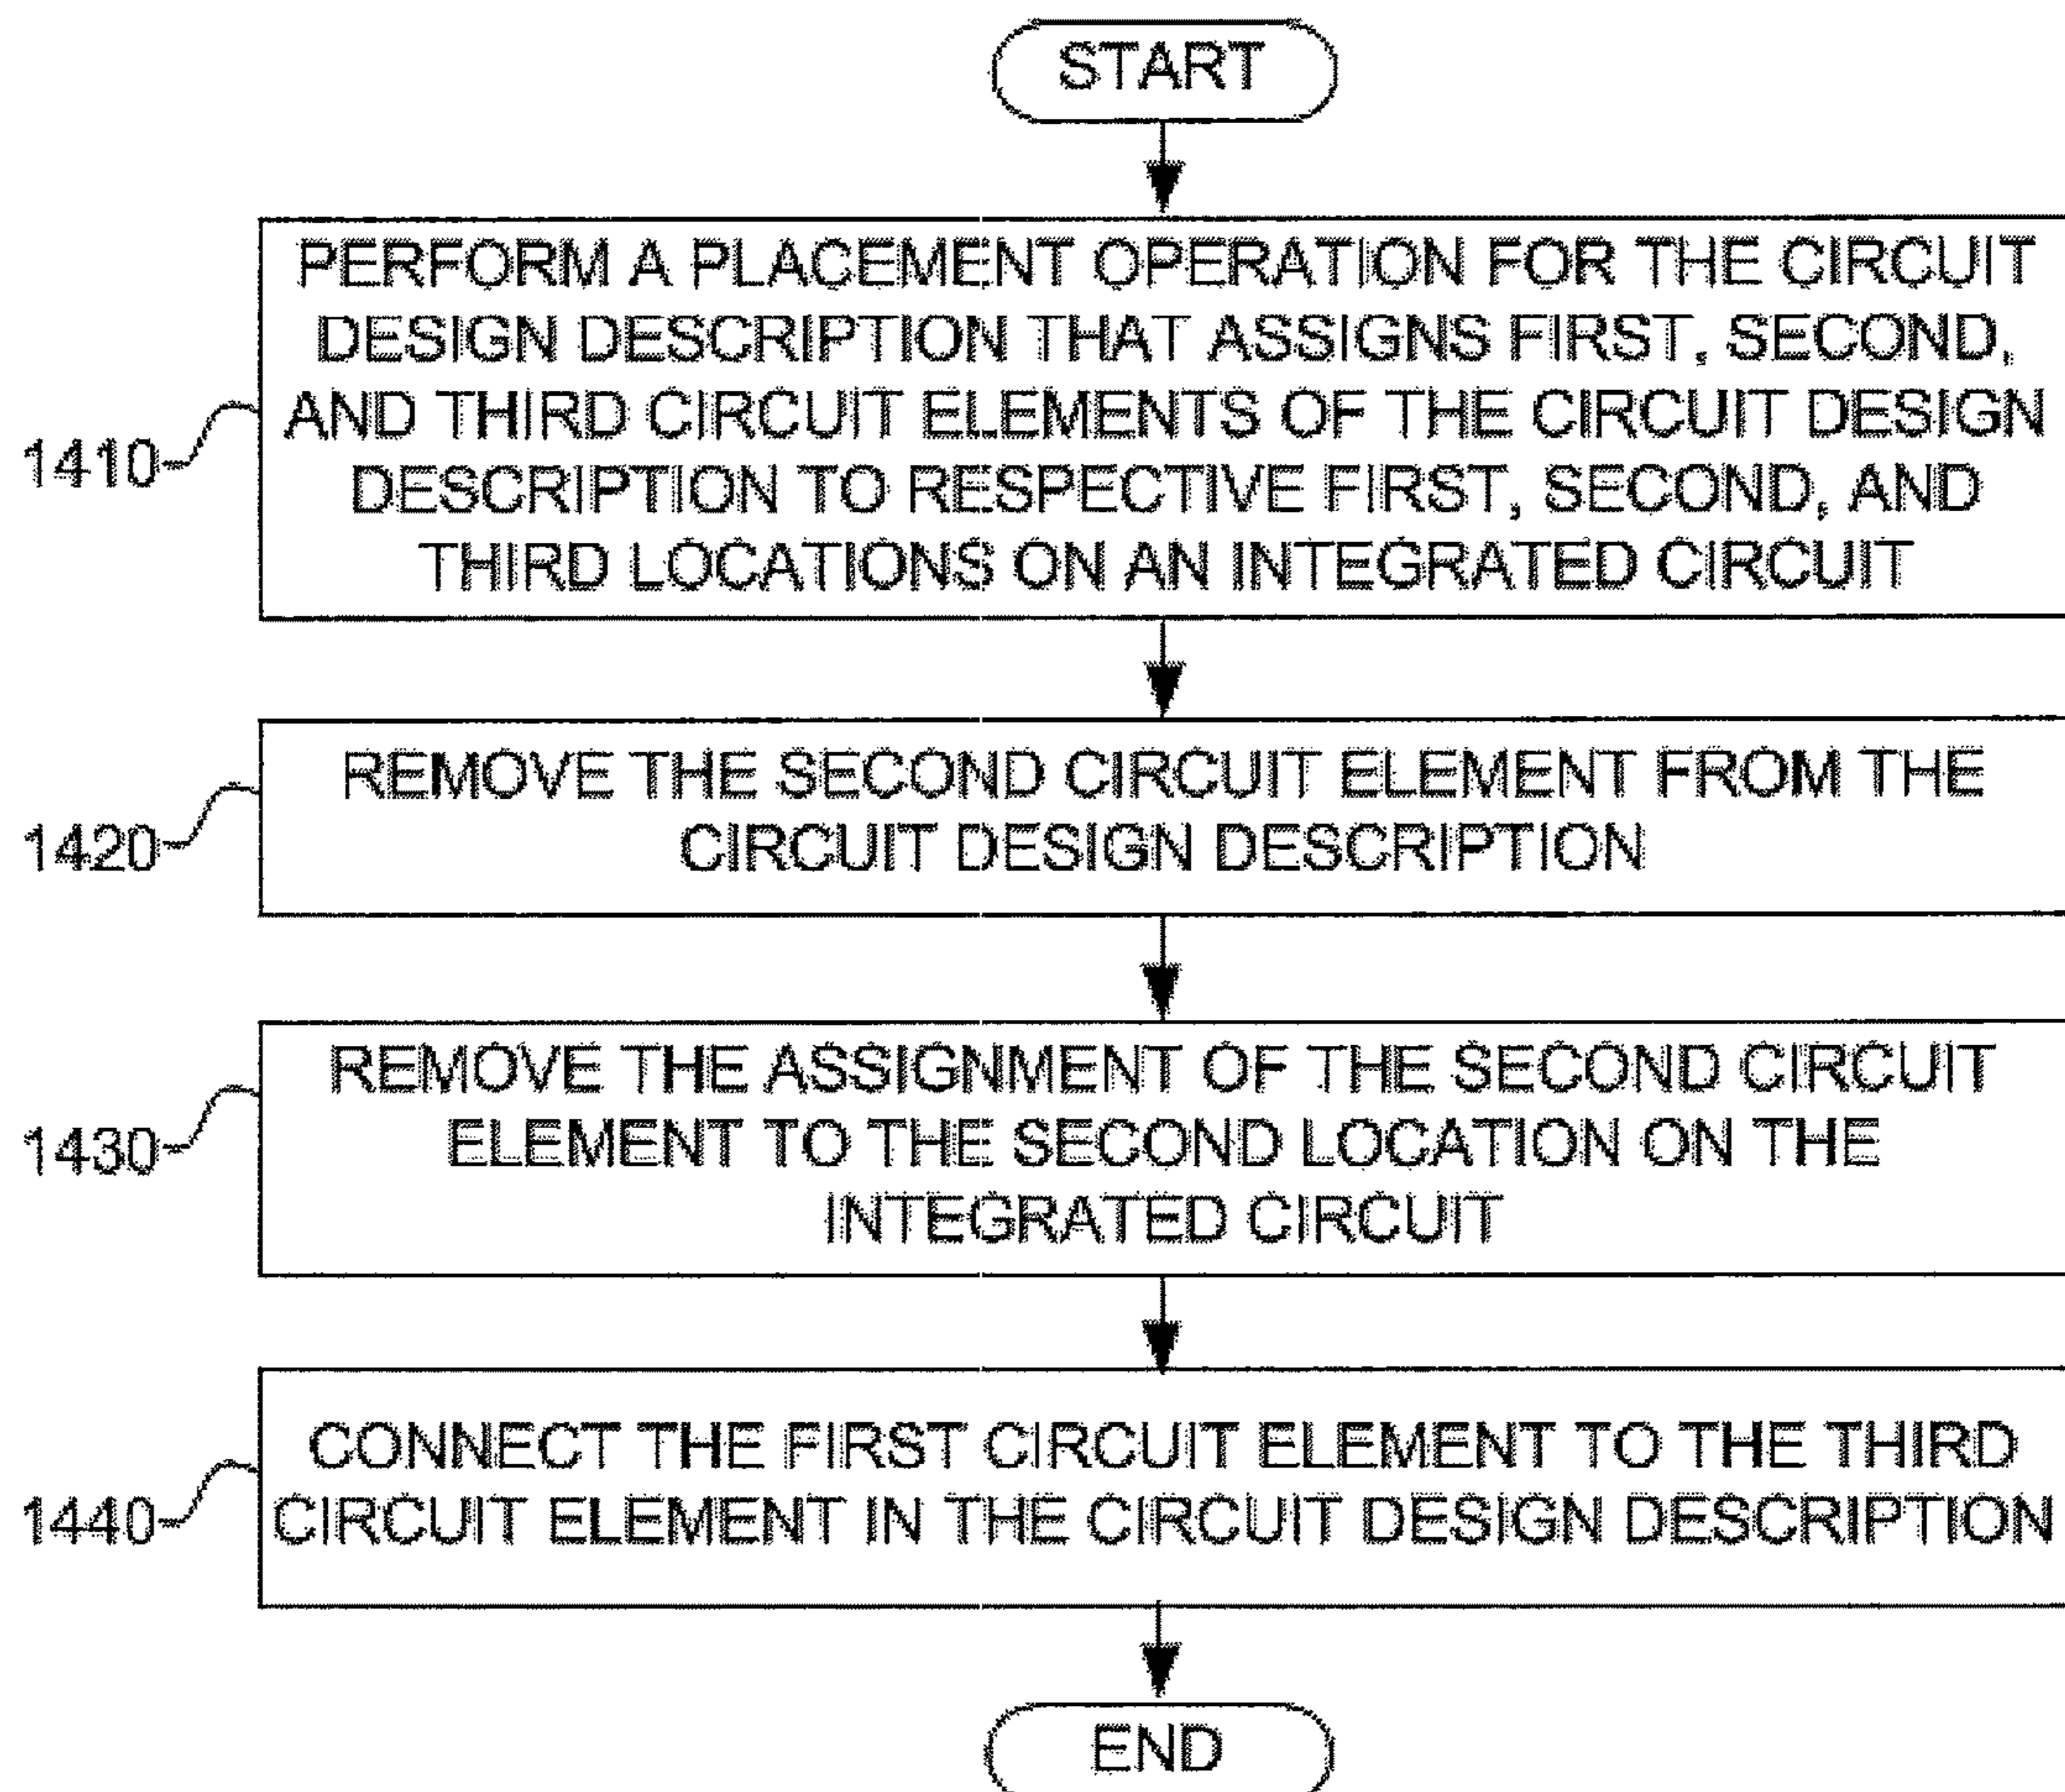 START
PERFORM A PLACEMENT OPERATION FOR THE CIRCUIT
DESIGN DESCRIPTION THAT ASSIGNS FIRST, SECOND,
AND THIRD CIRCUIT ELEMENTS OF THE CIRCUIT DESIGN
DESCRIPTION TO RESPECTIVE FIRST, SECOND, AND
THIRD LOCATIONS ON AN INTEGRATED CIRCUIT
1410
REMOVE THE SECOND CIRCUIT ELEMENT FROM THE
CIRCUIT DESIGN DESCRIPTION
1420
REMOVE THE ASSIGNMENT OF THE SECOND CIRCUIT
ELEMENT TO THE SECOND LOCATION ON THE
INTEGRATED CIRCUIT
1430
CONNECT THE FIRST CIRCUIT ELEMENT TO THE THIRD
CIRCUIT ELEMENT IN THE CIRCUIT DESIGN DESCRIPTION
1440
END